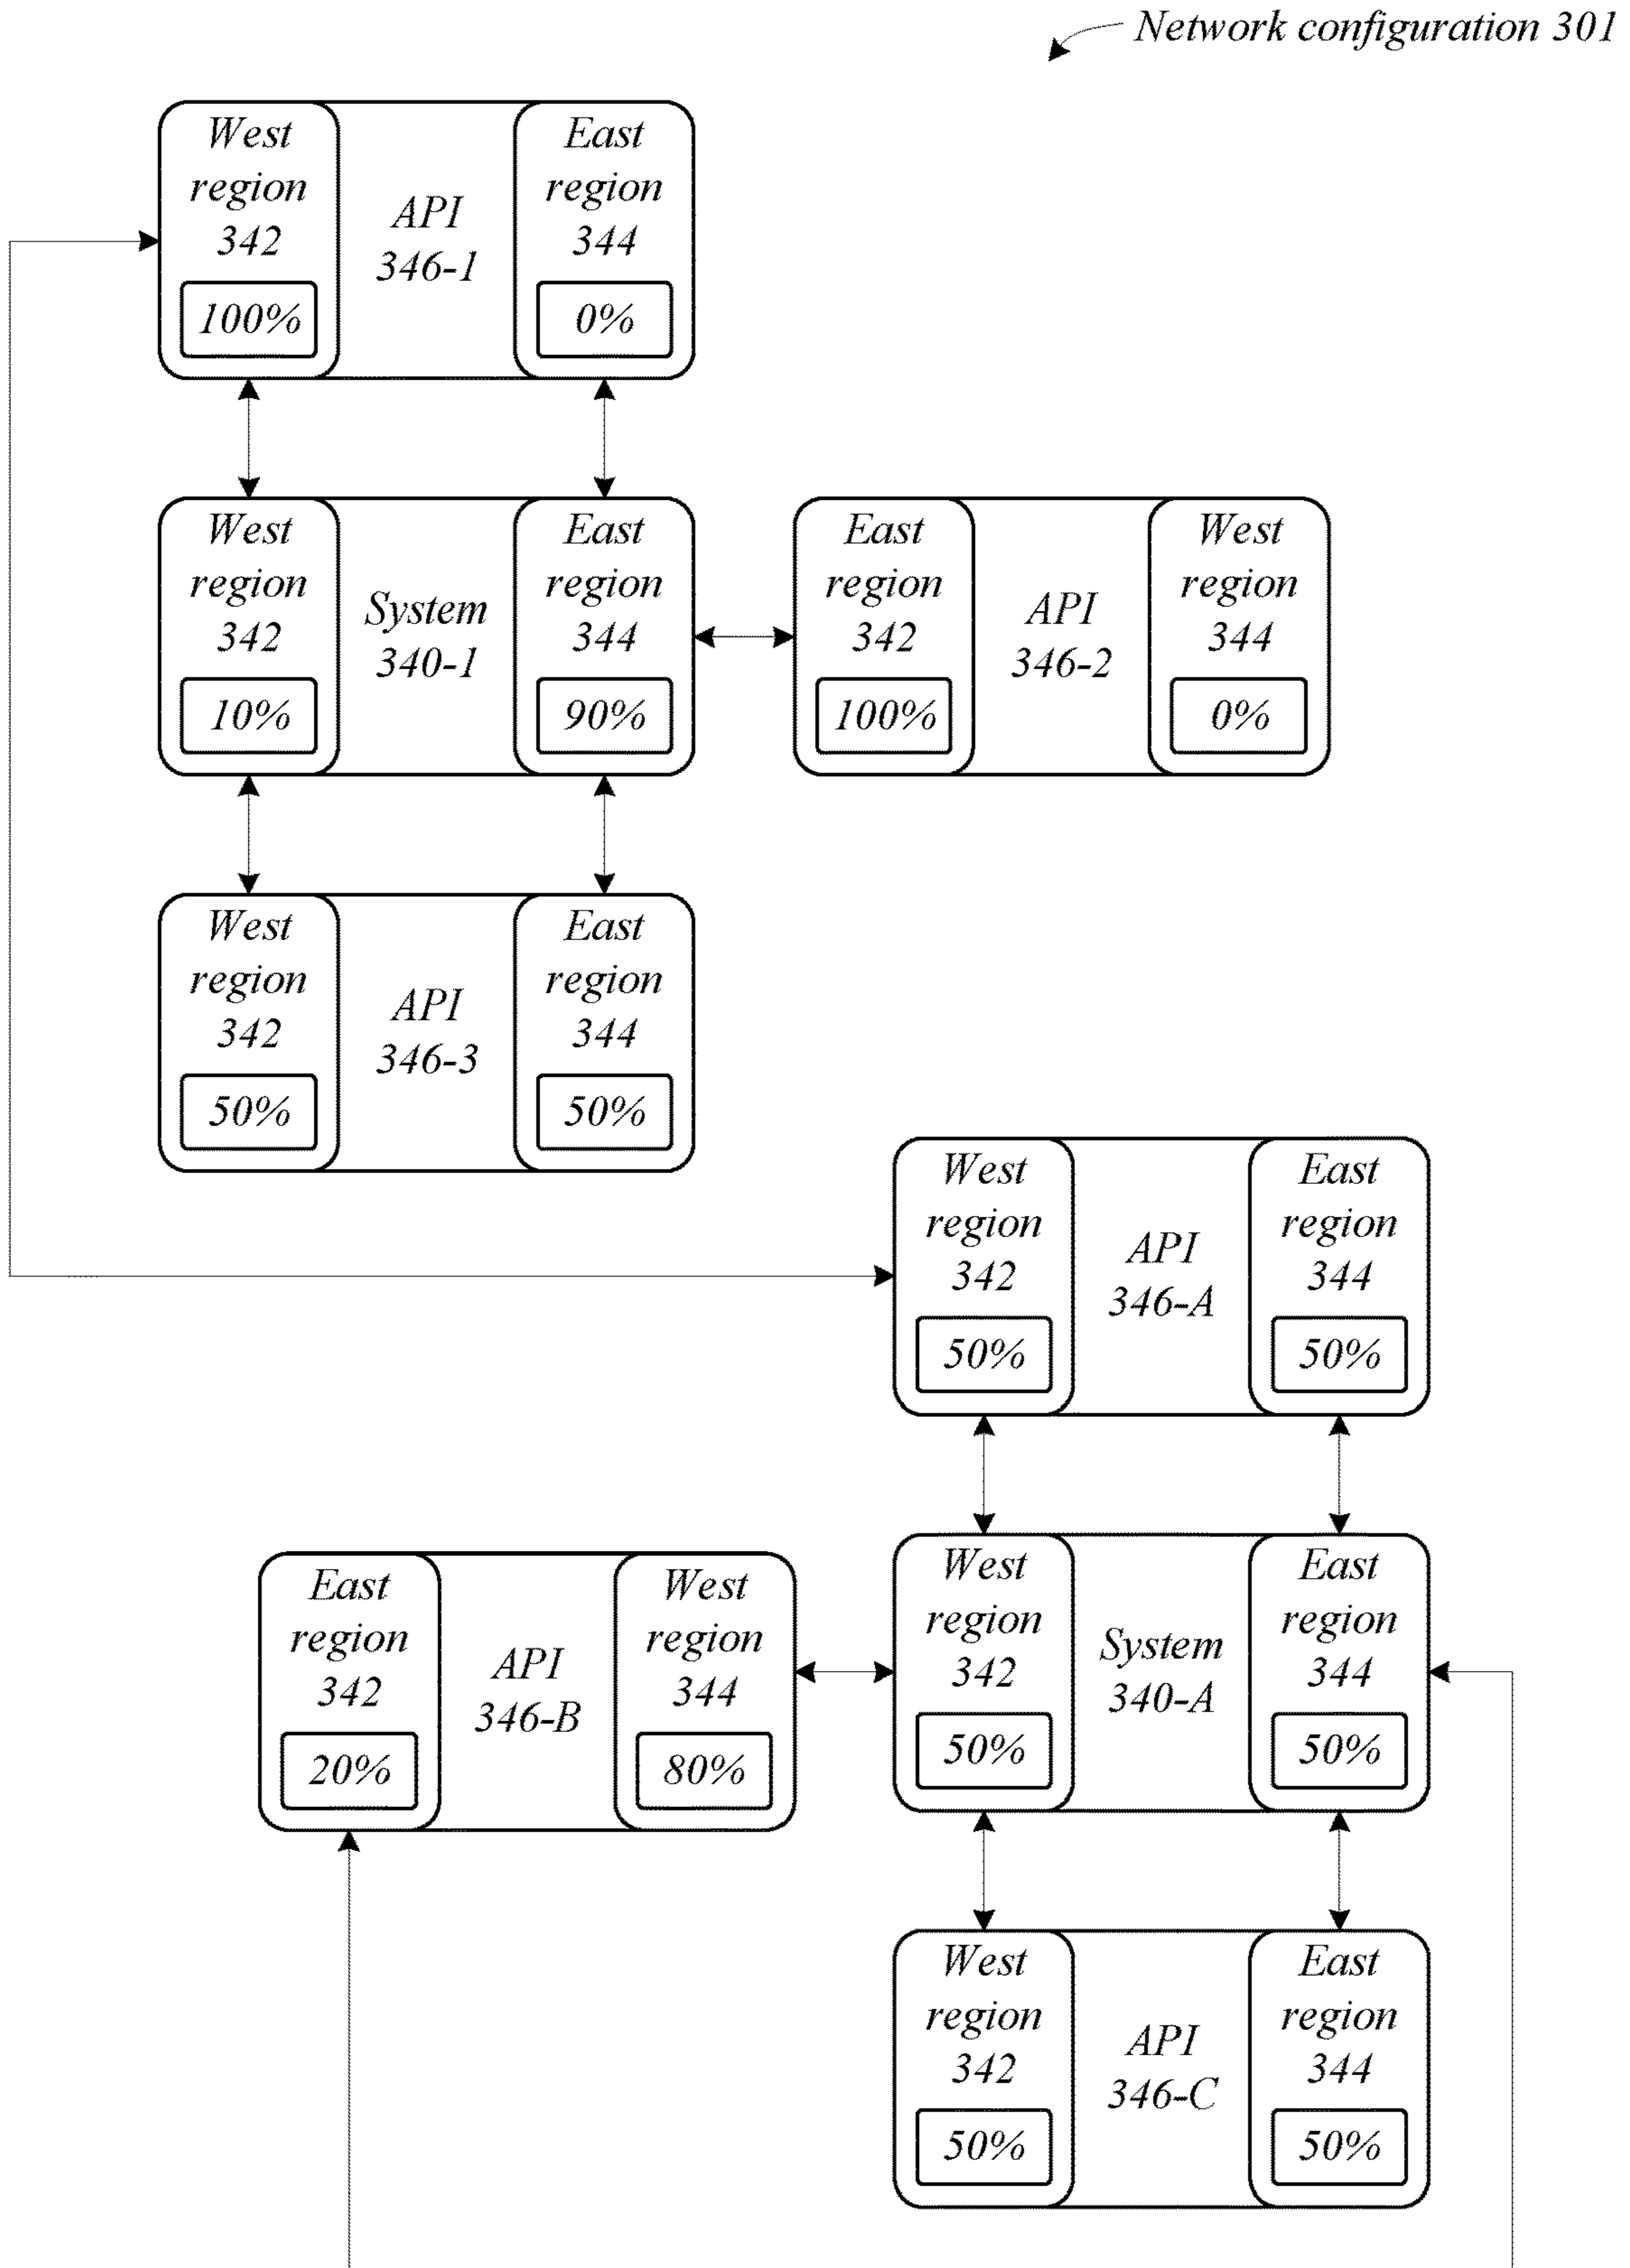 Network configuration 301
West
region
342
100%
API
346-1
East
region
344
0%
West
region
342
10%
System
340-1
East
region
344
90%
East
region
342
100%
API
346-2
West
region
344
0%
West
region
342
50%
API
346-3
East
region
344
50%
West
region
342
50%
API
346-A
East
region
344
50%
East
region
342
20%
API
346-B
West
region
344
80%
West
region
342
50%
System
340-A
East
region
344
50%
West
region
342
50%
API
346-C
East
region
344
50%